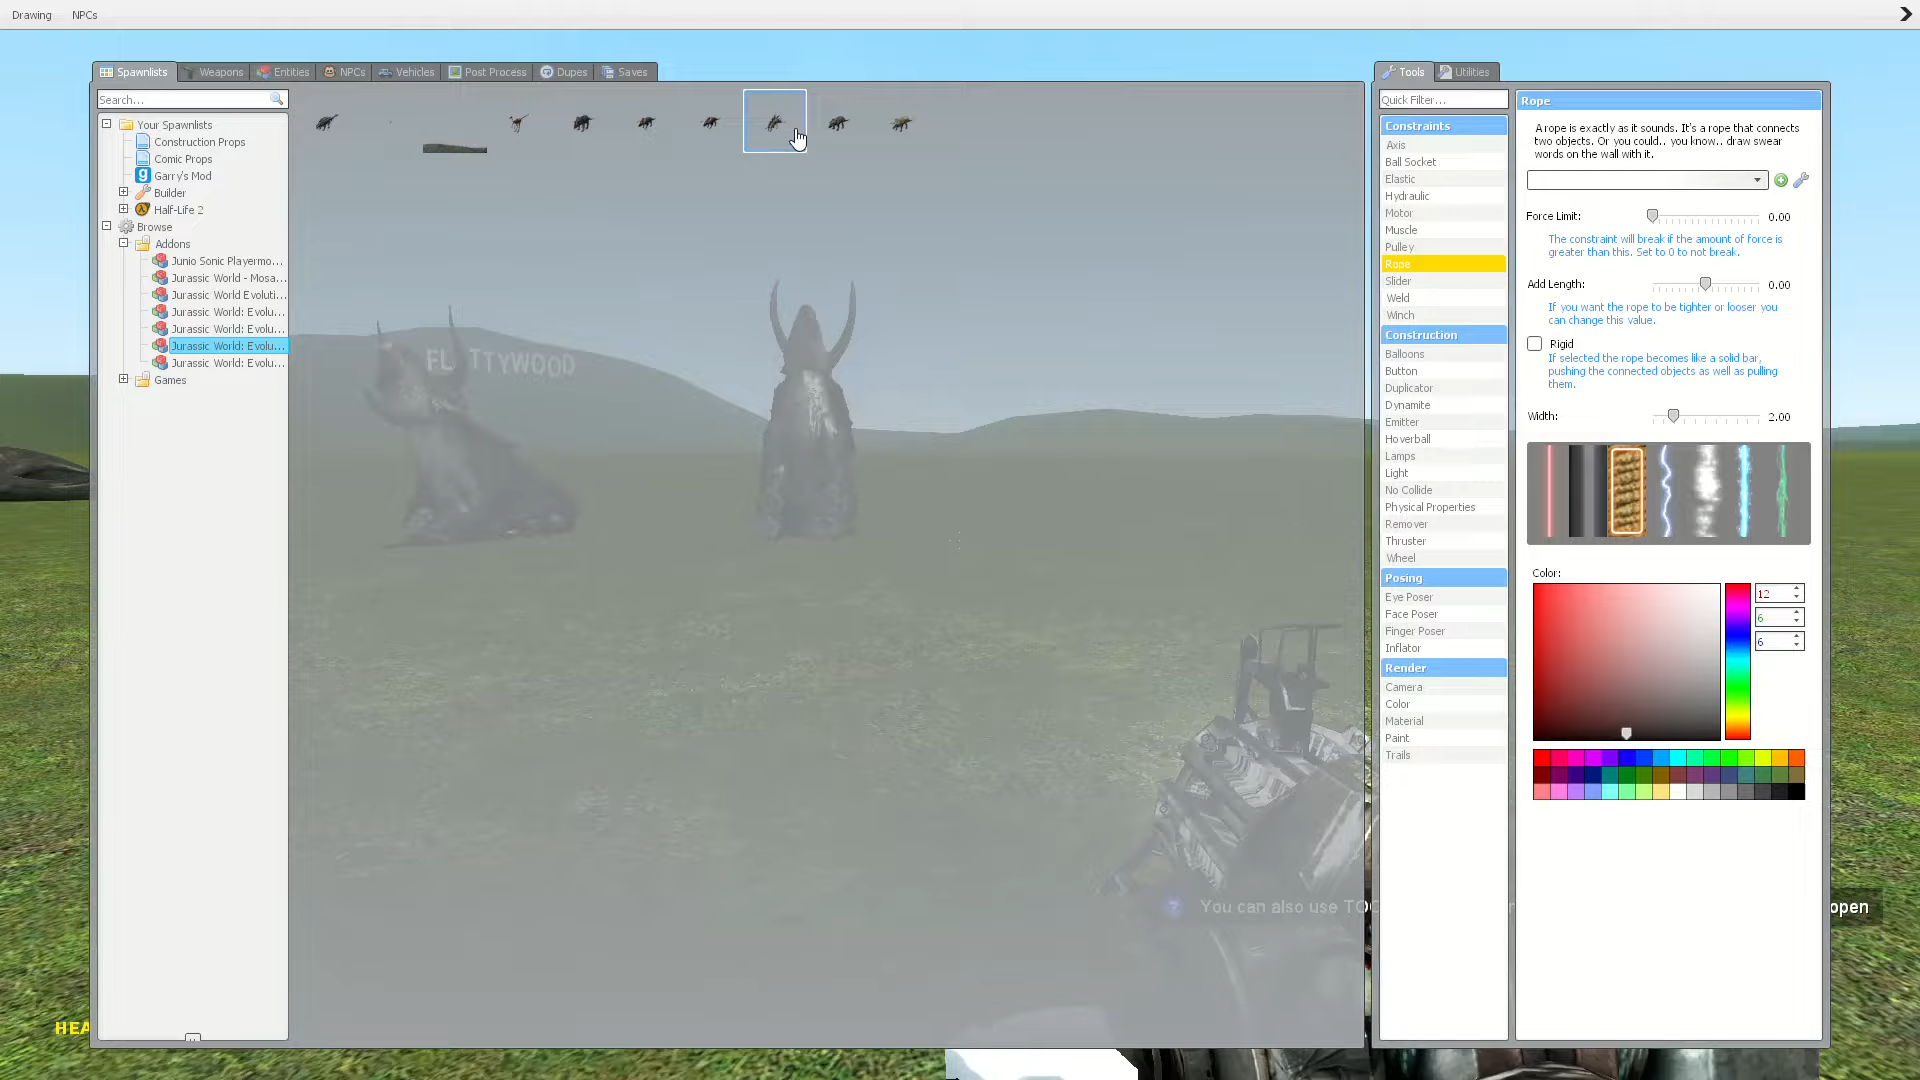 Drawing NPCs
Spawnlists Weapons Entities NPCs Vehicles Post Process Dupes Saves
Search...
Your Spawnlists
Construction Props
Comic Props
Garry's Mod
Builder
Half-Life 2
Browse
Addons
Junio Sonic Playermo...
Jurassic World - Mosa...
Jurassic World Evoluti...
Jurassic World: Evolu...
Jurassic World: Evolu...
Jurassic World: Evolu...
Jurassic World: Evolu...
Games
HEA
You can also use TO
open
Tools Utilities
Quick Filter...
Constraints
Axis
Ball Socket
Elastic
Hydraulic
Motor
Muscle
Pulley
Rope
Slider
Weld
Winch
Construction
Balloons
Button
Duplicator
Dynamite
Emitter
Hoverball
Lamps
Light
No Collide
Physical Properties
Remover
Thruster
Wheel
Posing
Eye Poser
Face Poser
Finger Poser
Inflator
Render
Camera
Color
Material
Paint
Trails
Rope
A rope is exactly as it sounds. It's a rope that connects
two objects. Or you could.. you know.. draw swear
words on the wall with it.
Force Limit: 0.00
The constraint will break if the amount of force is
greater than this. Set to 0 to not break.
Add Length: 0.00
If you want the rope to be tighter or looser you
can change this value.
Rigid
If selected the rope becomes like a solid bar,
pushing the connected objects as well as pulling
them.
Width: 2.00
Color:
12
6
6